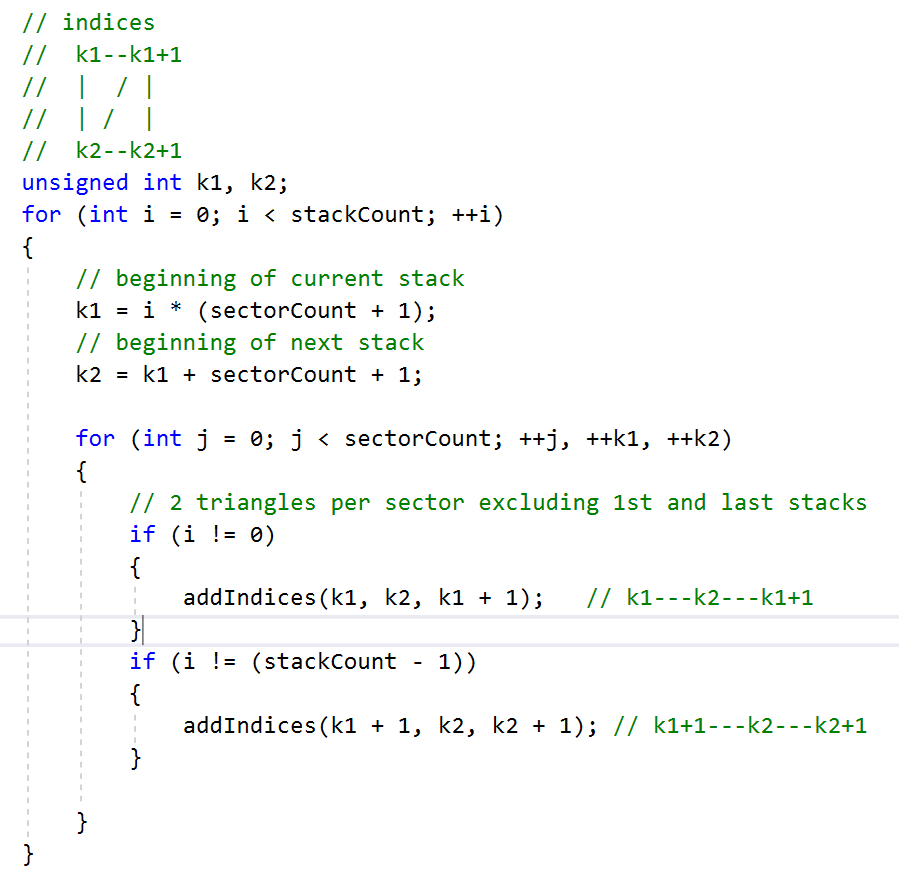 // indices
//  k1--k1+1
//  |  / |
//  | /  |
//  k2--k2+1
unsigned int k1, k2;
for (int i = 0; i < stackCount; ++i)
{
    // beginning of current stack
    k1 = i * (sectorCount + 1);
    // beginning of next stack
    k2 = k1 + sectorCount + 1;

    for (int j = 0; j < sectorCount; ++j, ++k1, ++k2)
    {
        // 2 triangles per sector excluding 1st and last stacks
        if (i != 0)
        {
            addIndices(k1, k2, k1 + 1);   // k1---k2---k1+1
        }
        if (i != (stackCount - 1))
        {
            addIndices(k1 + 1, k2, k2 + 1); // k1+1---k2---k2+1
        }

    }
}